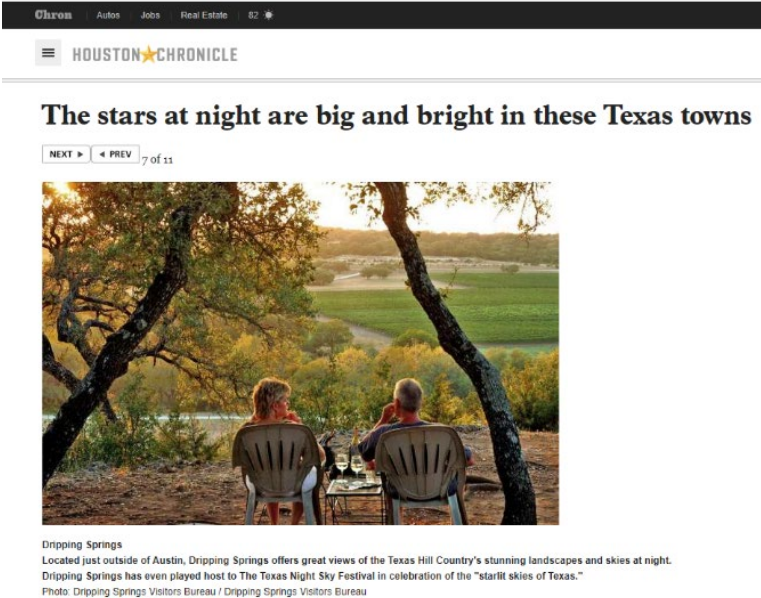 Chron Autos Jobs Real Estate 82
HOUSTON CHRONICLE
The stars at night are big and bright in these Texas towns
NEXT PREV 7 of 11
Dripping Springs
Located just outside of Austin, Dripping Springs offers great views of the Texas Hill Country's stunning landscapes and skies at night.
Dripping Springs has even played host to The Texas Night Sky Festival in celebration of the "starlit skies of Texas."
Photo: Dripping Springs Visitors Bureau / Dripping Springs Visitors Bureau